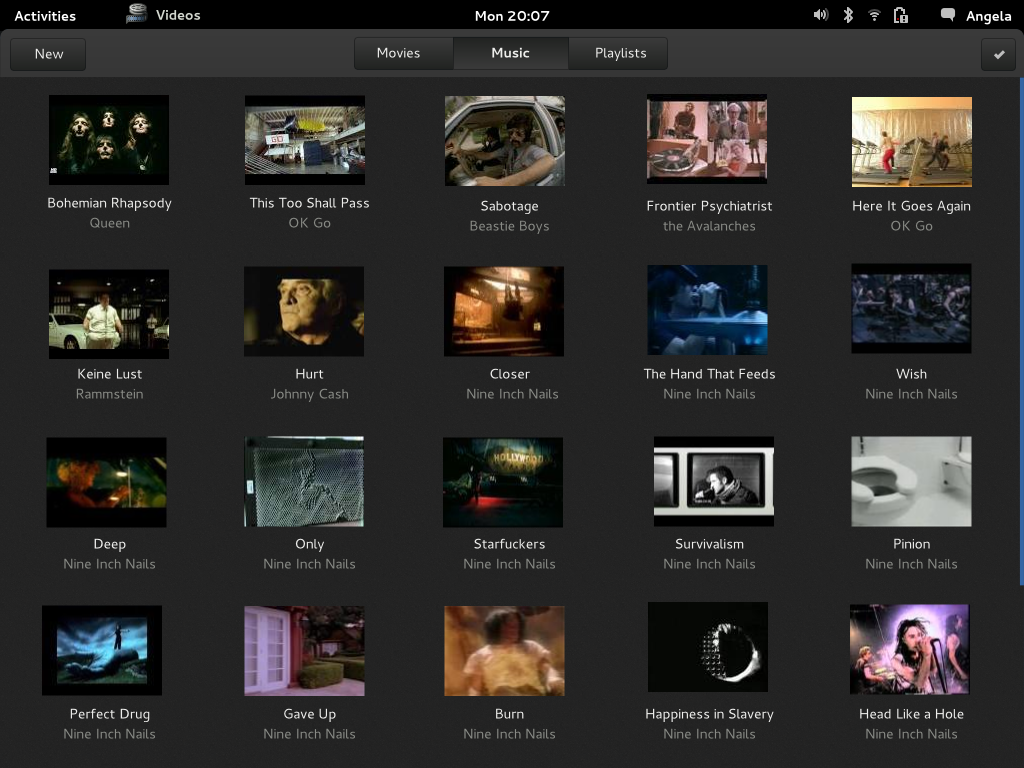 Activities Videos Mon 20:07 Angela
New Movies Music Playlists
Bohemian Rhapsody
Queen
This Too Shall Pass
OK Go
Sabotage
Beastie Boys
Frontier Psychiatrist
the Avalanches
Here It Goes Again
OK Go
Keine Lust
Rammstein
Hurt
Johnny Cash
Closer
Nine Inch Nails
The Hand That Feeds
Nine Inch Nails
Wish
Nine Inch Nails
Deep
Nine Inch Nails
Only
Nine Inch Nails
HOLLYWOOD
Starfuckers
Nine Inch Nails
Survivalism
Nine Inch Nails
Pinion
Nine Inch Nails
Perfect Drug
Nine Inch Nails
Gave Up
Nine Inch Nails
Burn
Nine Inch Nails
Happiness in Slavery
Nine Inch Nails
Head Like a Hole
Nine Inch Nails